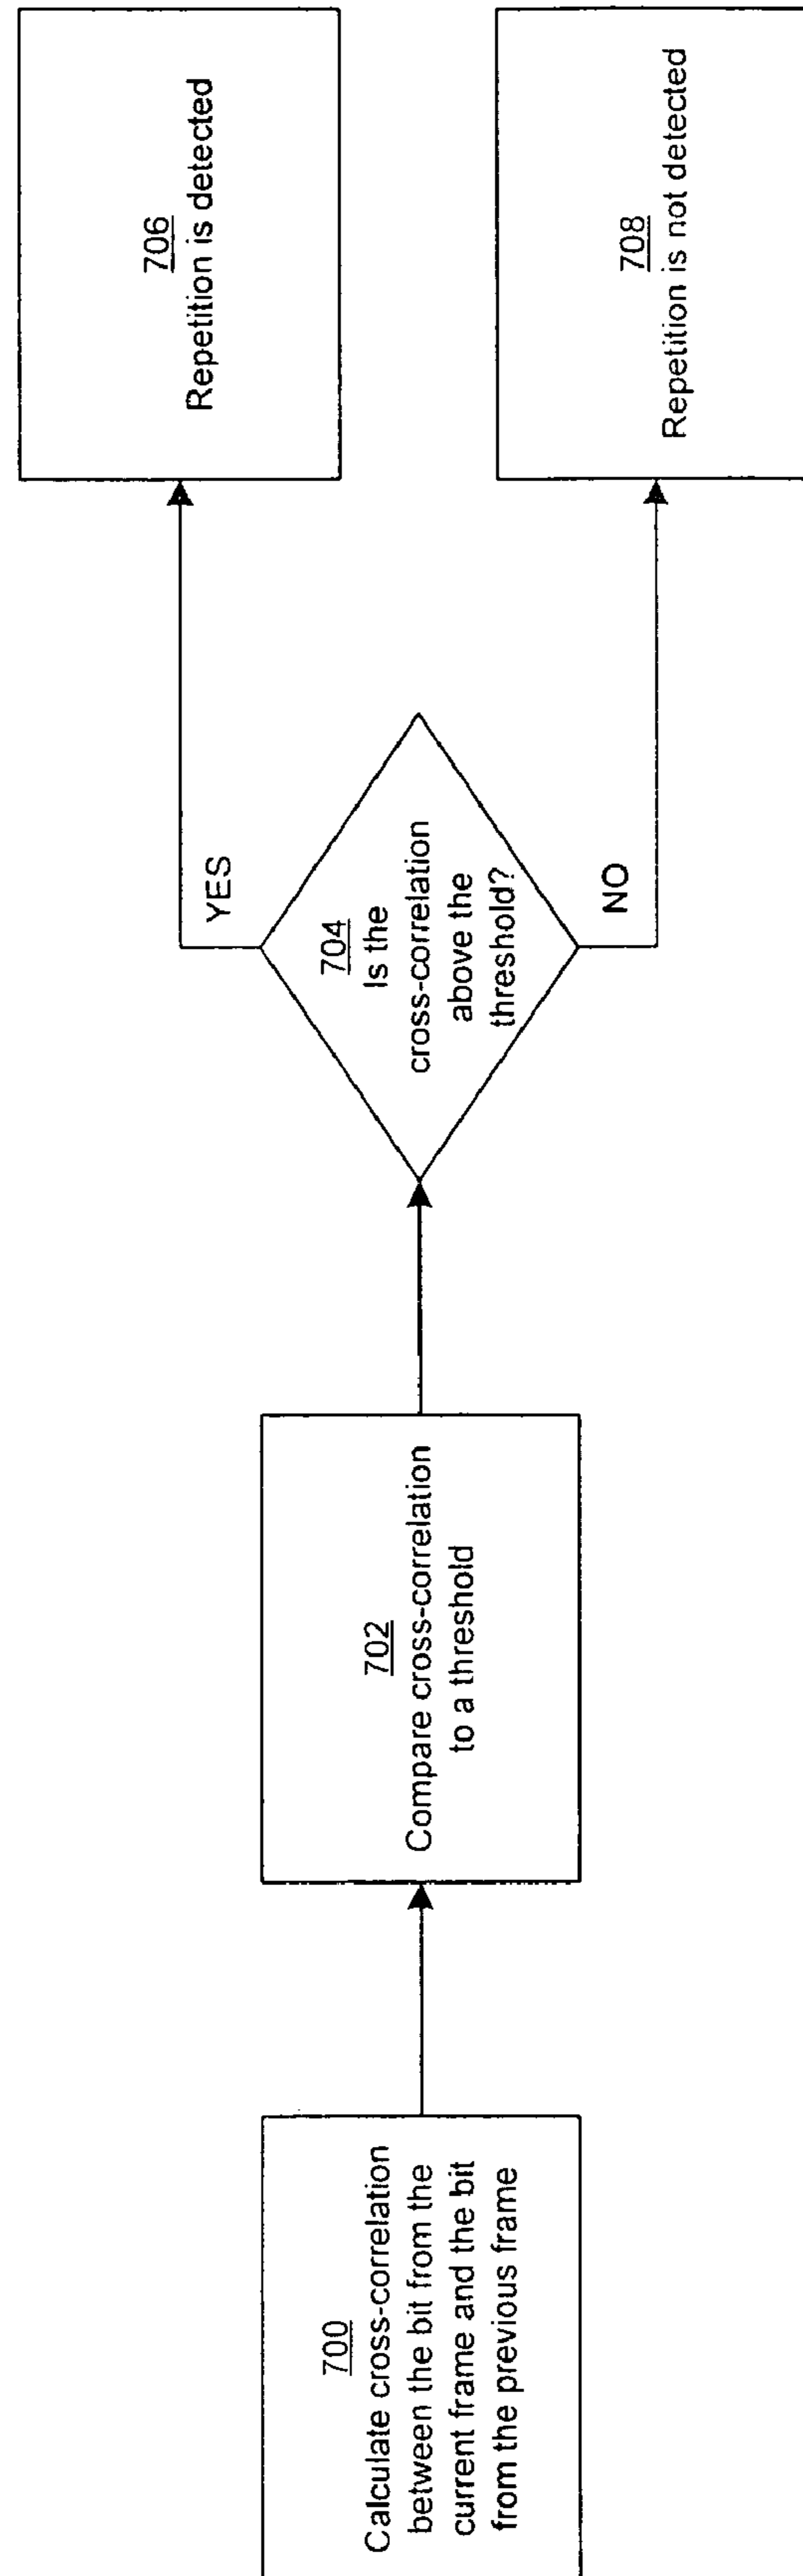 700
Calculate cross-correlation
between the bit from the
current frame and the bit
from the previous frame
702
Compare cross-correlation
to a threshold
704
Is the
cross-correlation
above the
threshold?
YES
706
Repetition is detected
NO
708
Repetition is not detected